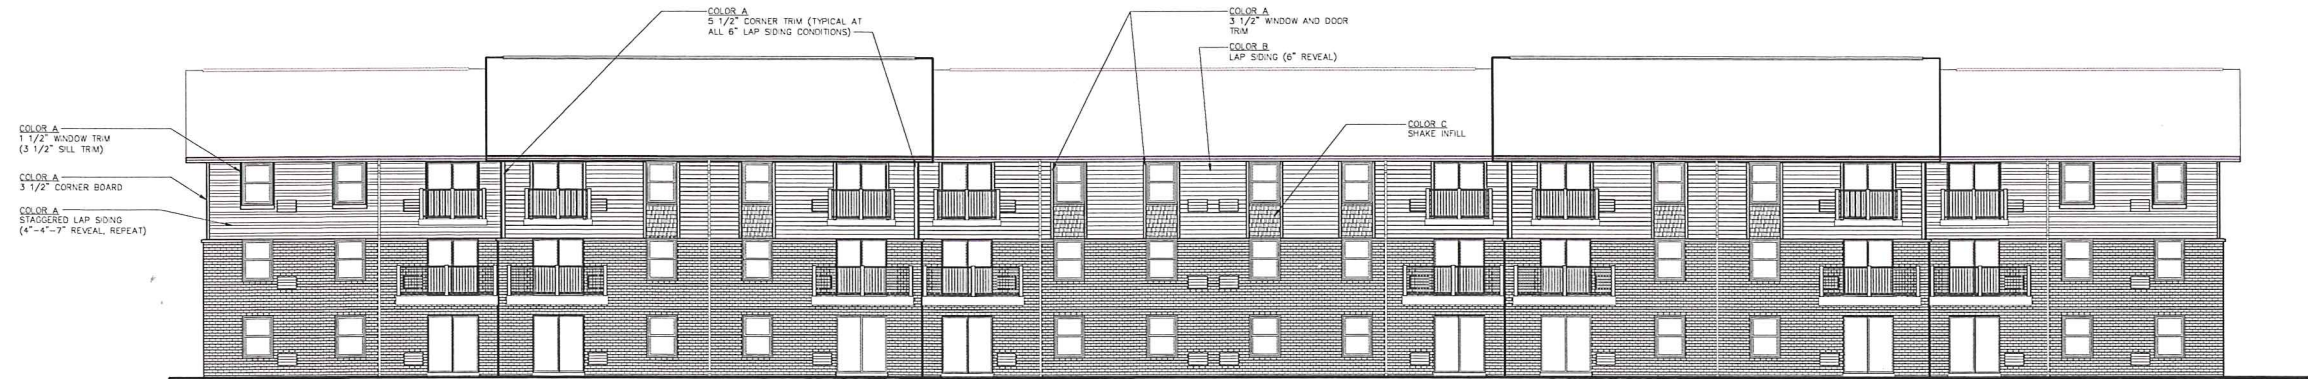 COLOR A
5 1/2" CORNER TRIM (TYPICAL AT
ALL 6" LAP SIDING CONDITIONS)
COLOR A
3 1/2" WINDOW AND DOOR
TRIM
COLOR B
LAP SIDING (6" REVEAL)
COLOR C
SHAKE INFILL
COLOR A
1 1/2" WINDOW TRIM
(3 1/2" SILL TRIM)
COLOR A
3 1/2" CORNER BOARD
COLOR A
STAGGERED LAP SIDING
(4"-4"-7" REVEAL, REPEAT)